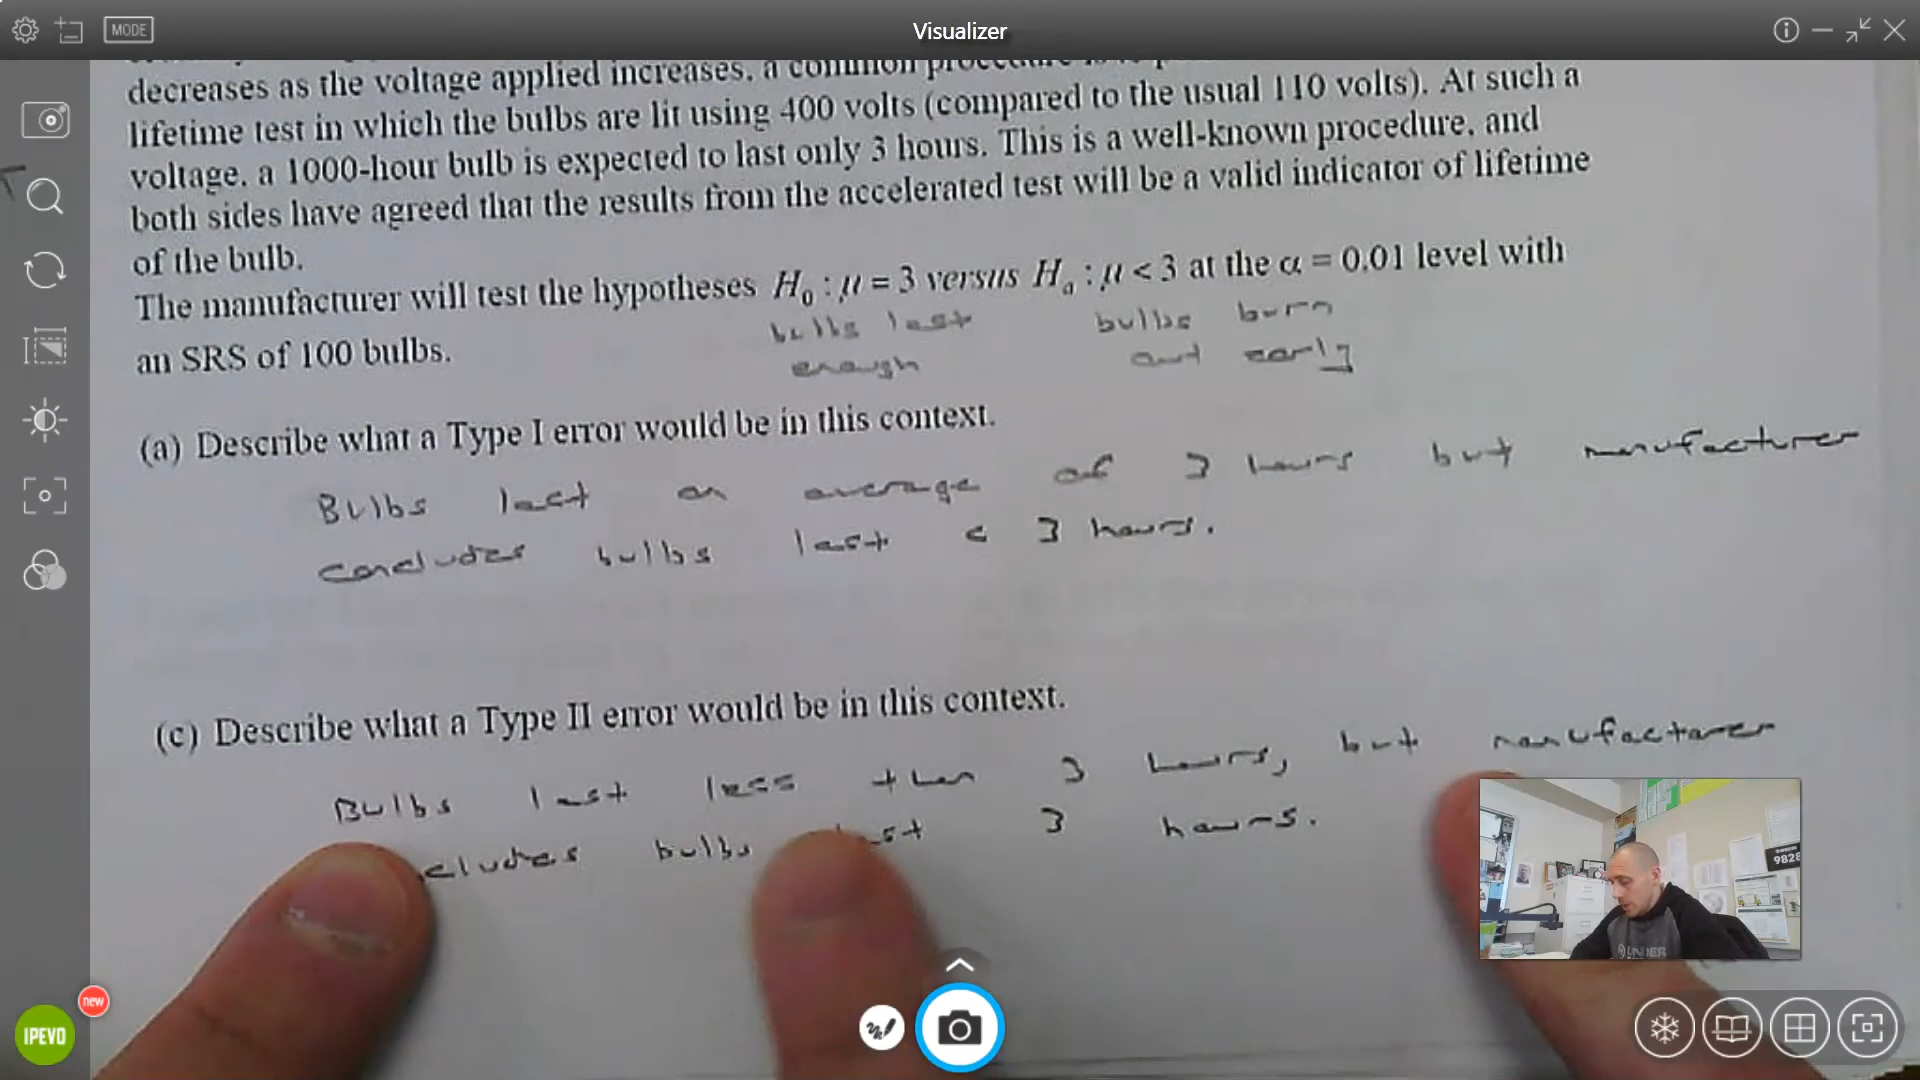 MODE
Visualizer
decreases as the voltage applied increases, a common
lifetime test in which the bulbs are lit using 400 volts (compared to the usual 110 volts). At such a
voltage, a 1000-hour bulb is expected to last only 3 hours. This is a well-known procedure, and
both sides have agreed that the results from the accelerated test will be a valid indicator of lifetime
of the bulb.
The manufacturer will test the hypotheses H₀ : μ = 3 versus Hₐ : μ < 3 at the α = 0.01 level with
an SRS of 100 bulbs.
bulbs last
enough
bulbs burn
out early
(a) Describe what a Type I error would be in this context.
Bulbs last an average of 3 hours but manufacturer
concludes bulbs last < 3 hours.
(c) Describe what a Type II error would be in this context.
Bulbs last less than 3 hours, but manufacturer
cludes bulbs st 3 hours.
9828
UNDER
new
IPEVO